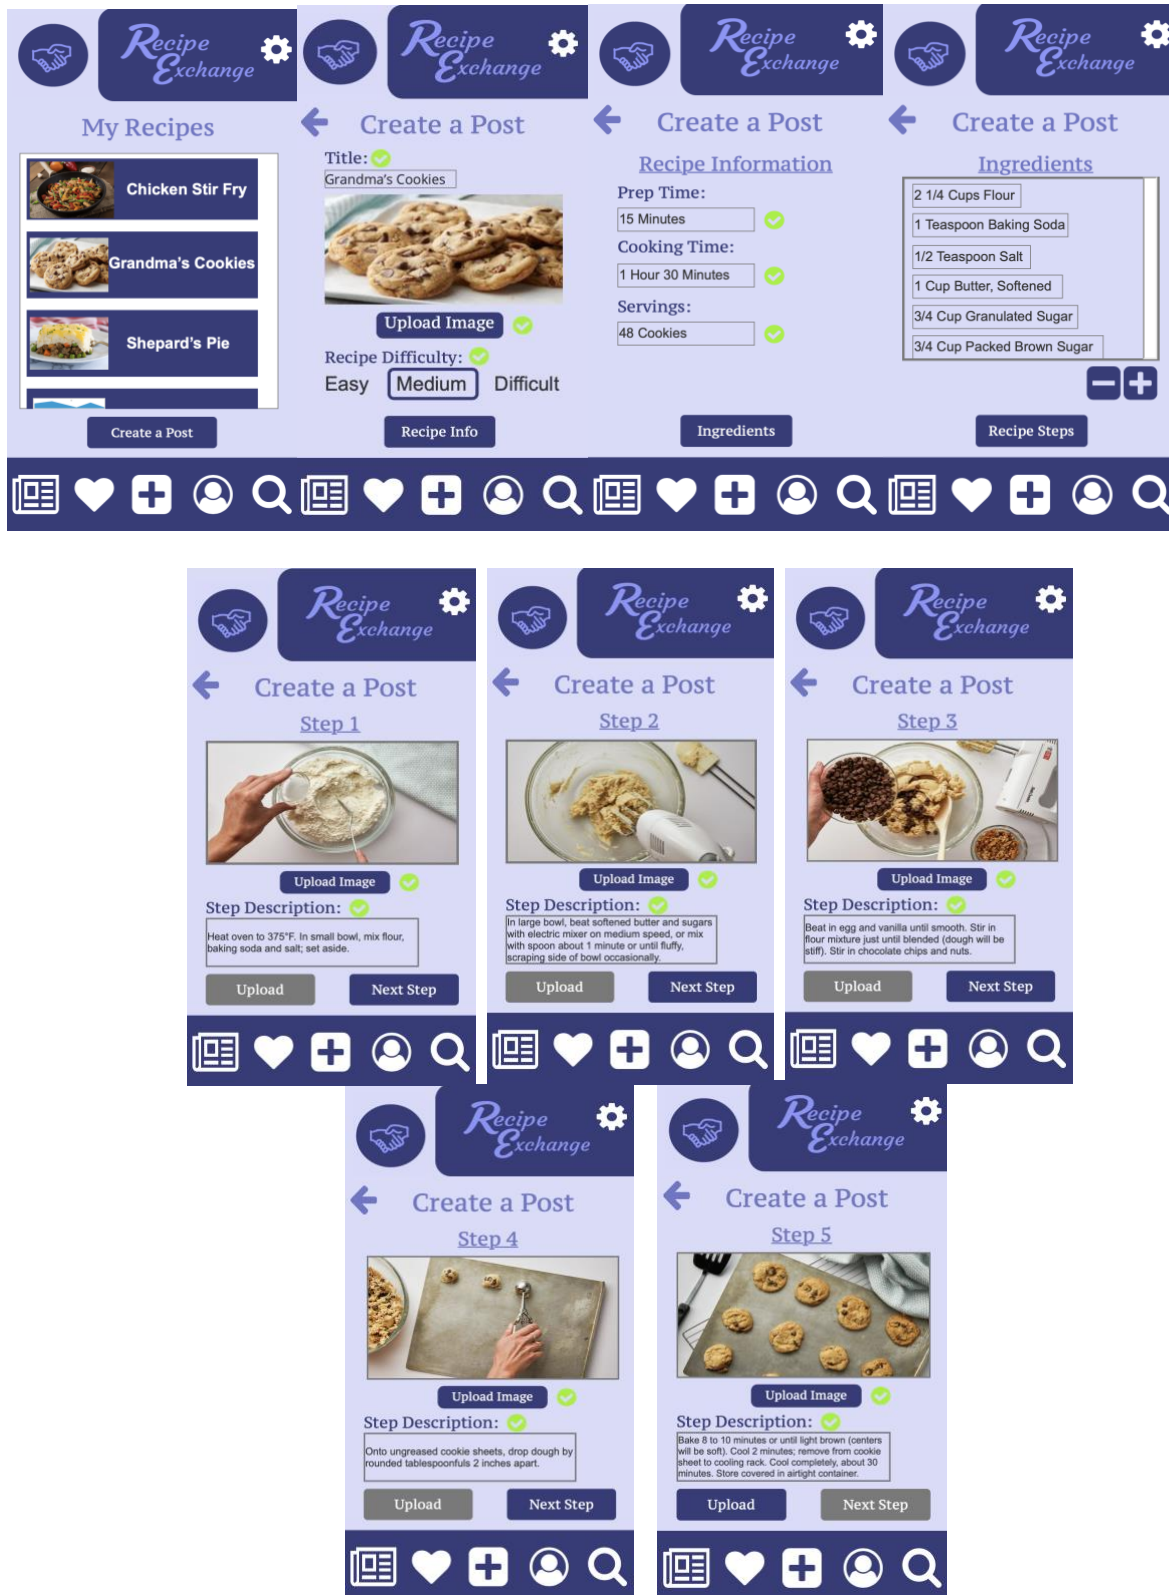 Recipe
Exchange
My Recipes
Chicken Stir Fry
Grandma's Cookies
Shepard's Pie
Create a Post
Recipe
Exchange
Create a Post
Title:
Grandma's Cookies
Upload Image
Recipe Difficulty:
Easy Medium Difficult
Recipe Info
Recipe
Exchange
Create a Post
Recipe Information
Prep Time:
15 Minutes
Cooking Time:
1 Hour 30 Minutes
Servings:
48 Cookies
Ingredients
Recipe
Exchange
Create a Post
Ingredients
2 1/4 Cups Flour
1 Teaspoon Baking Soda
1/2 Teaspoon Salt
1 Cup Butter, Softened
3/4 Cup Granulated Sugar
3/4 Cup Packed Brown Sugar
Recipe Steps
Recipe
Exchange
Create a Post
Step 1
Upload Image
Step Description:
Heat oven to 375°F. In small bowl, mix flour,
baking soda and salt; set aside.
Upload Next Step
Recipe
Exchange
Create a Post
Step 2
Upload Image
Step Description:
In large bowl, beat softened butter and sugars
with electric mixer on medium speed, or mix
with spoon about 1 minute or until fluffy,
scraping side of bowl occasionally.
Upload Next Step
Recipe
Exchange
Create a Post
Step 3
Upload Image
Step Description:
Beat in egg and vanilla until smooth. Stir in
flour mixture just until blended (dough will be
stiff). Stir in chocolate chips and nuts.
Upload Next Step
Recipe
Exchange
Create a Post
Step 4
Upload Image
Step Description:
Onto ungreased cookie sheets, drop dough by
rounded tablespoonfuls 2 inches apart.
Upload Next Step
Recipe
Exchange
Create a Post
Step 5
Upload Image
Step Description:
Bake 8 to 10 minutes or until light brown (centers
will be soft). Cool 2 minutes; remove from cookie
sheet to cooling rack. Cool completely, about 30
minutes. Store covered in airtight container.
Upload Next Step